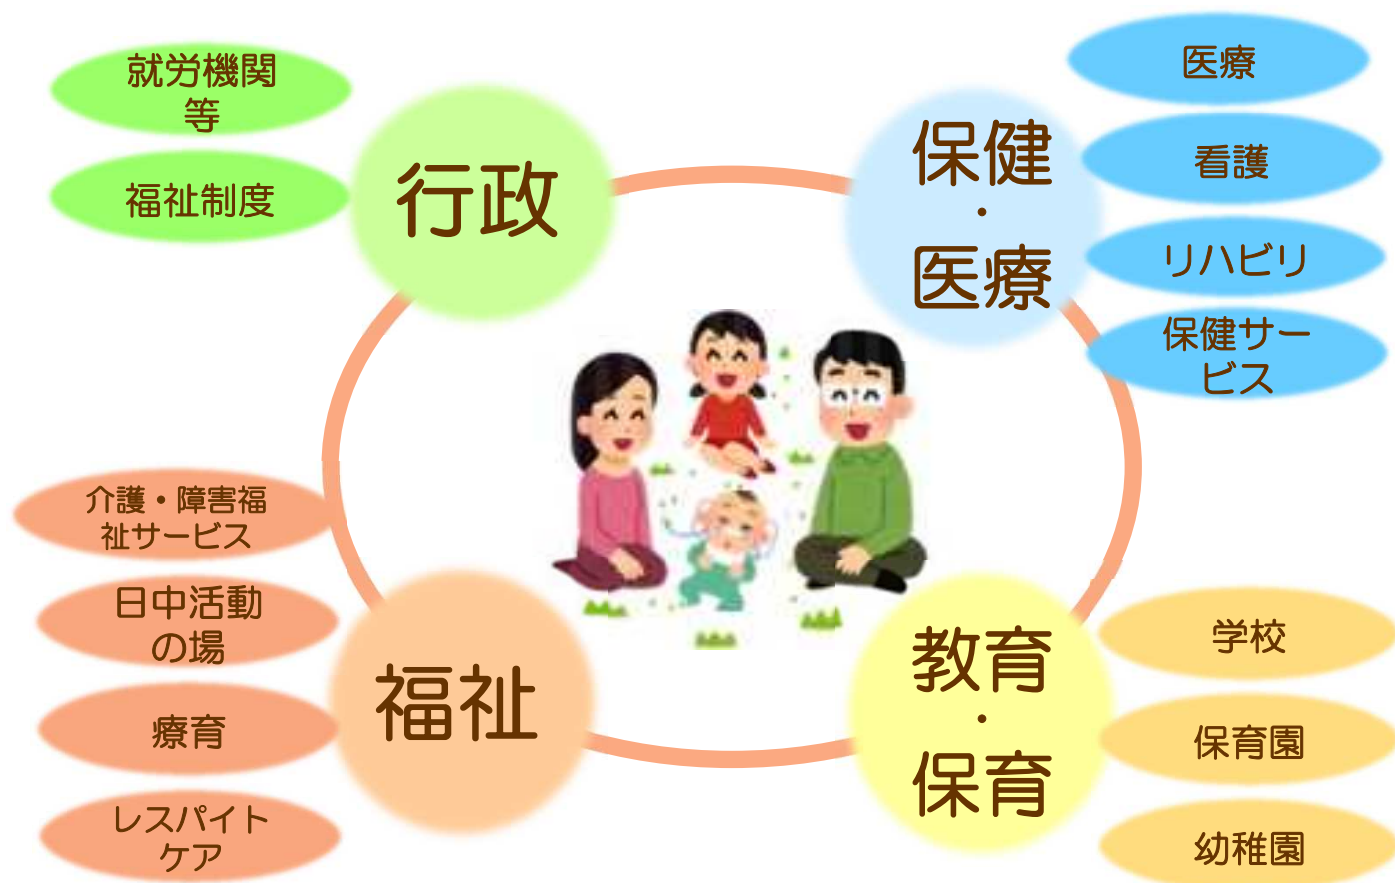 就労機関
等
福祉制度
行政
保健
・
医療
医療
看護
リハビリ
保健サー
ビス
介護・障害福
祉サービス
日中活動
の場
療育
レスパイト
ケア
福祉
教育
・
保育
学校
保育園
幼稚園